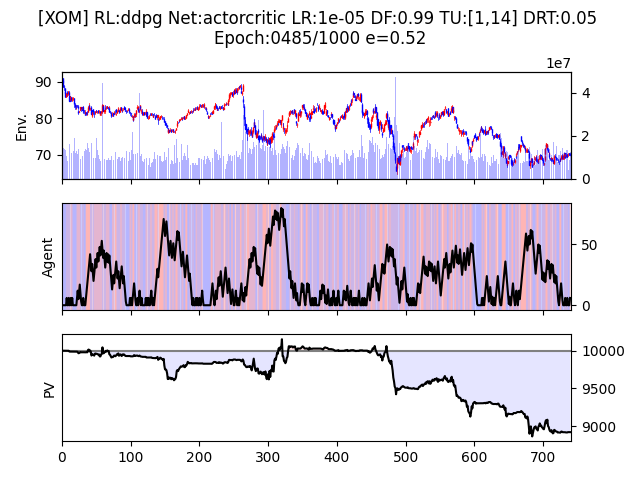 [XOM] RL:ddpg Net:actorcritic LR:1e-05 DF:0.99 TU:[1,14] DRT:0.05
Epoch:0485/1000 e=0.52
1e7
Env.
90
80
70
4
2
0
Agent
50
0
PV
10000
9500
9000
0 100 200 300 400 500 600 700